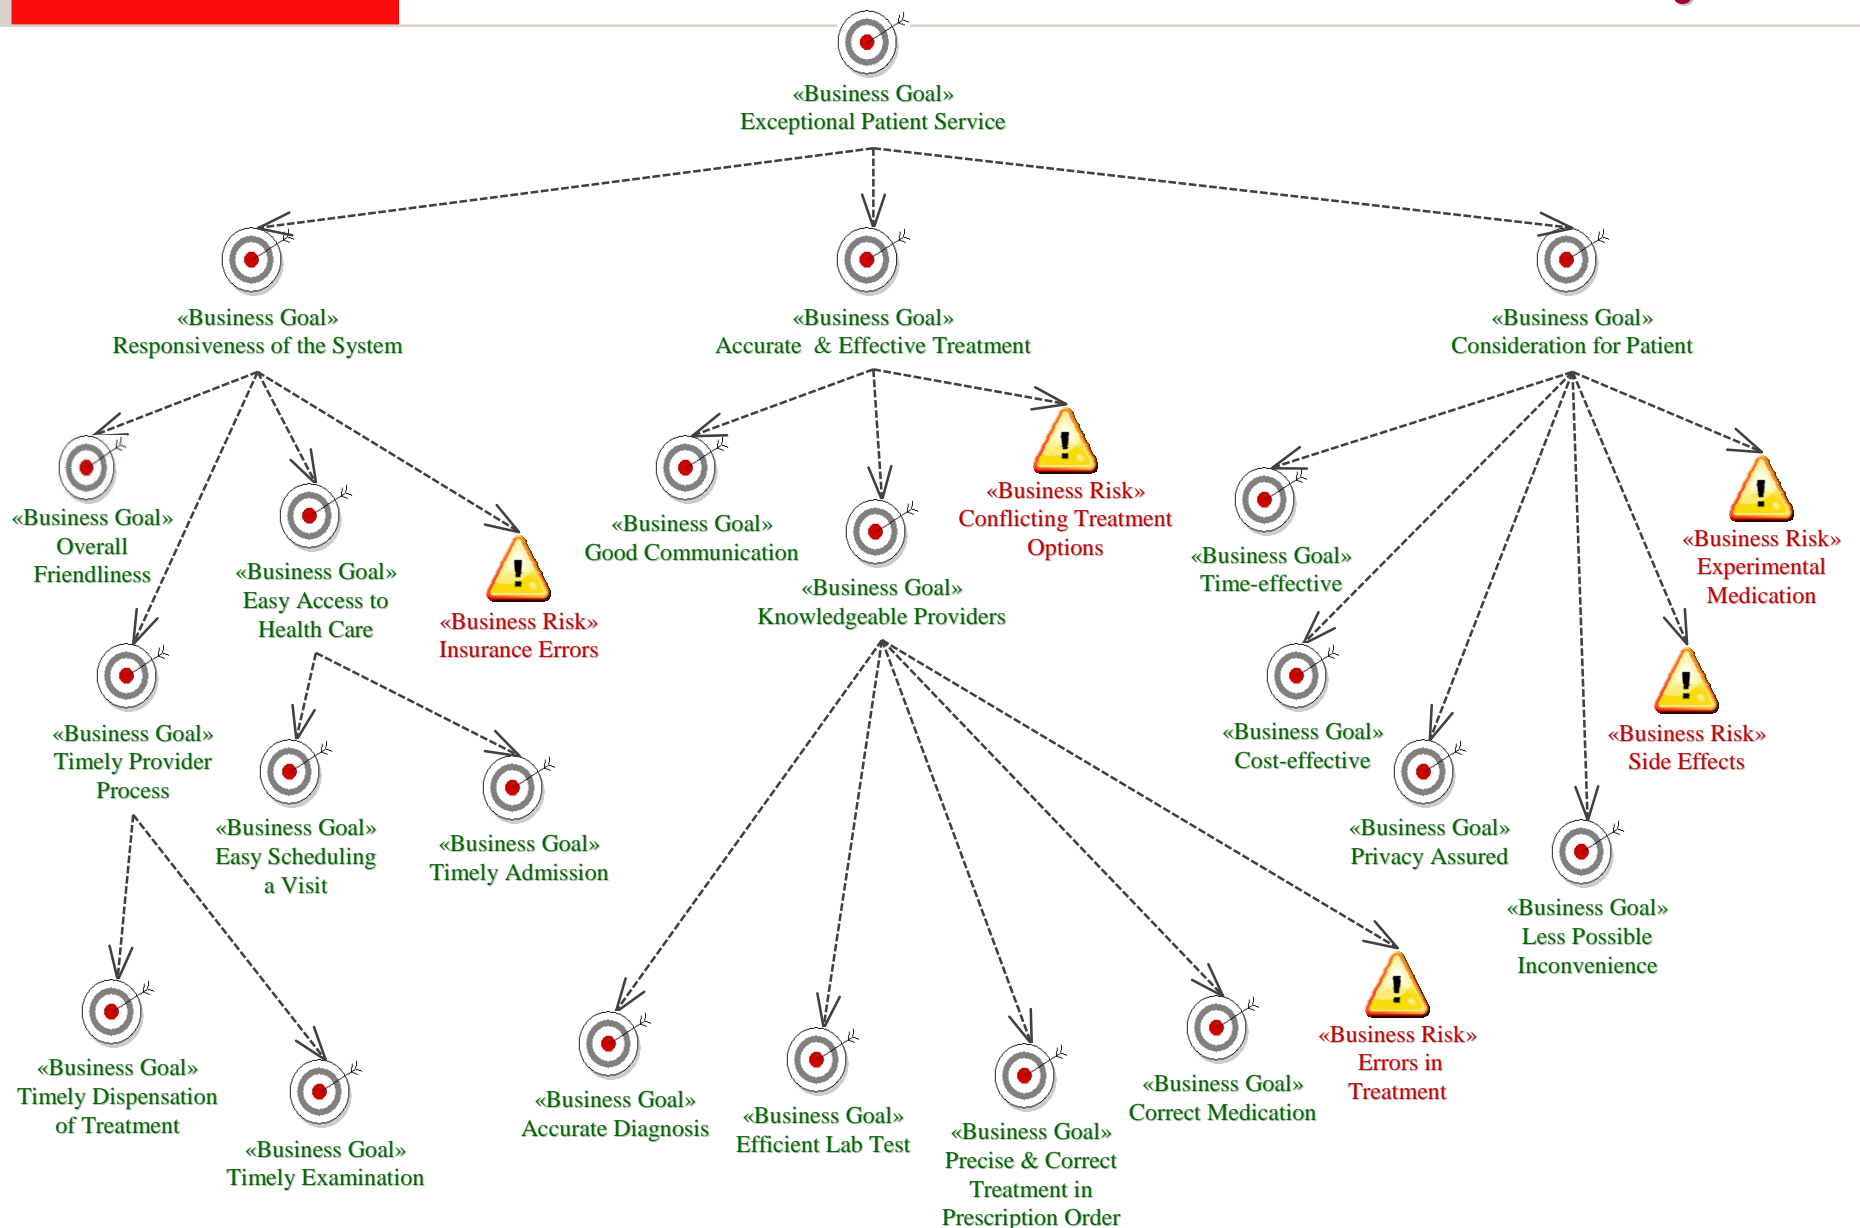 «Business Goal»
Exceptional Patient Service
«Business Goal»
Responsiveness of the System
«Business Goal»
Accurate & Effective Treatment
«Business Goal»
Consideration for Patient
«Business Goal»
Overall
Friendliness
«Business Goal»
Easy Access to
Health Care
«Business Risk»
Insurance Errors
«Business Goal»
Good Communication
«Business Goal»
Knowledgeable Providers
«Business Risk»
Conflicting Treatment
Options
«Business Goal»
Time-effective
«Business Risk»
Experimental
Medication
«Business Goal»
Timely Provider
Process
«Business Goal»
Easy Scheduling
a Visit
«Business Goal»
Timely Admission
«Business Goal»
Cost-effective
«Business Risk»
Side Effects
«Business Goal»
Privacy Assured
«Business Goal»
Less Possible
Inconvenience
«Business Goal»
Timely Dispensation
of Treatment
«Business Goal»
Timely Examination
«Business Goal»
Accurate Diagnosis
«Business Goal»
Efficient Lab Test
«Business Goal»
Precise & Correct
Treatment in
Prescription Order
«Business Goal»
Correct Medication
«Business Risk»
Errors in
Treatment